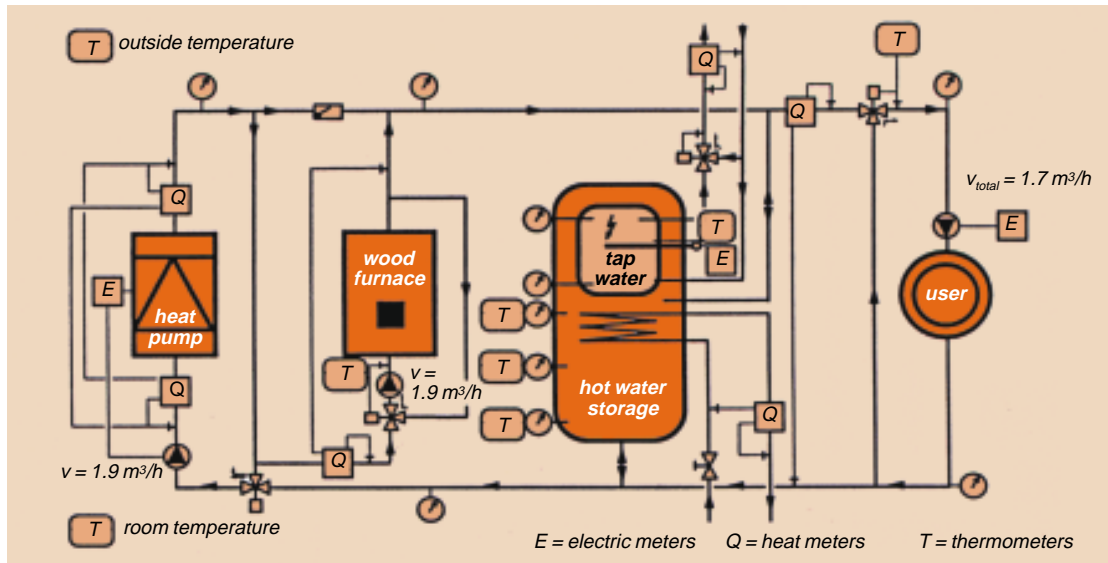 T outside temperature
T
Q
Q
v_total = 1.7 m³/h
Q
E
T
E
wood
furnace
tap
water
user
E
heat
pump
T
T
T
v =
1.9 m³/h
Q
hot water
storage
T
Q
Q
v = 1.9 m³/h
T room temperature
E = electric meters Q = heat meters T = thermometers